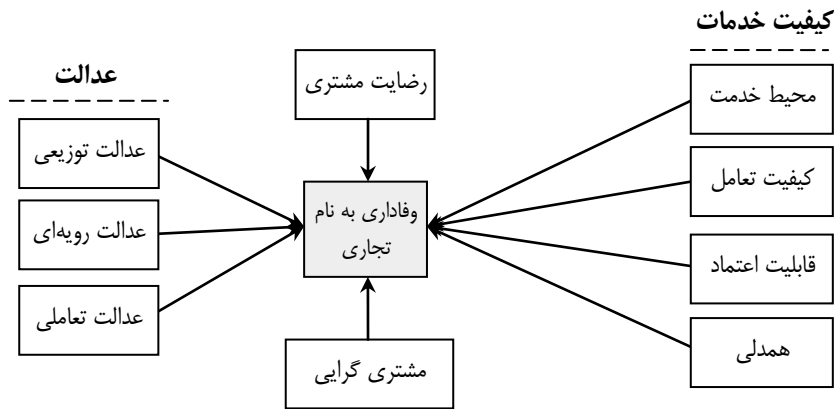 کیفیت خدمات
محیط خدمت
کیفیت تعامل
قابلیت اعتماد
همدلی
رضایت مشتری
وفاداری به نام
تجاری
مشتری گرایی
عدالت
عدالت توزیعی
عدالت رویه‌ای
عدالت تعاملی